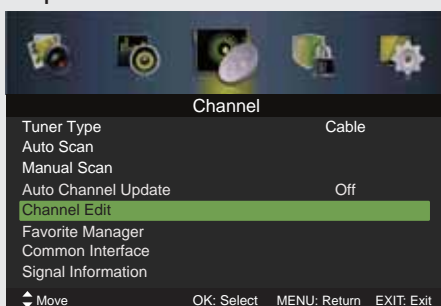 Channel
Tuner Type Cable
Auto Scan
Manual Scan
Auto Channel Update Off
Channel Edit
Favorite Manager
Common Interface
Signal Information
Move OK: Select MENU: Return EXIT: Exit